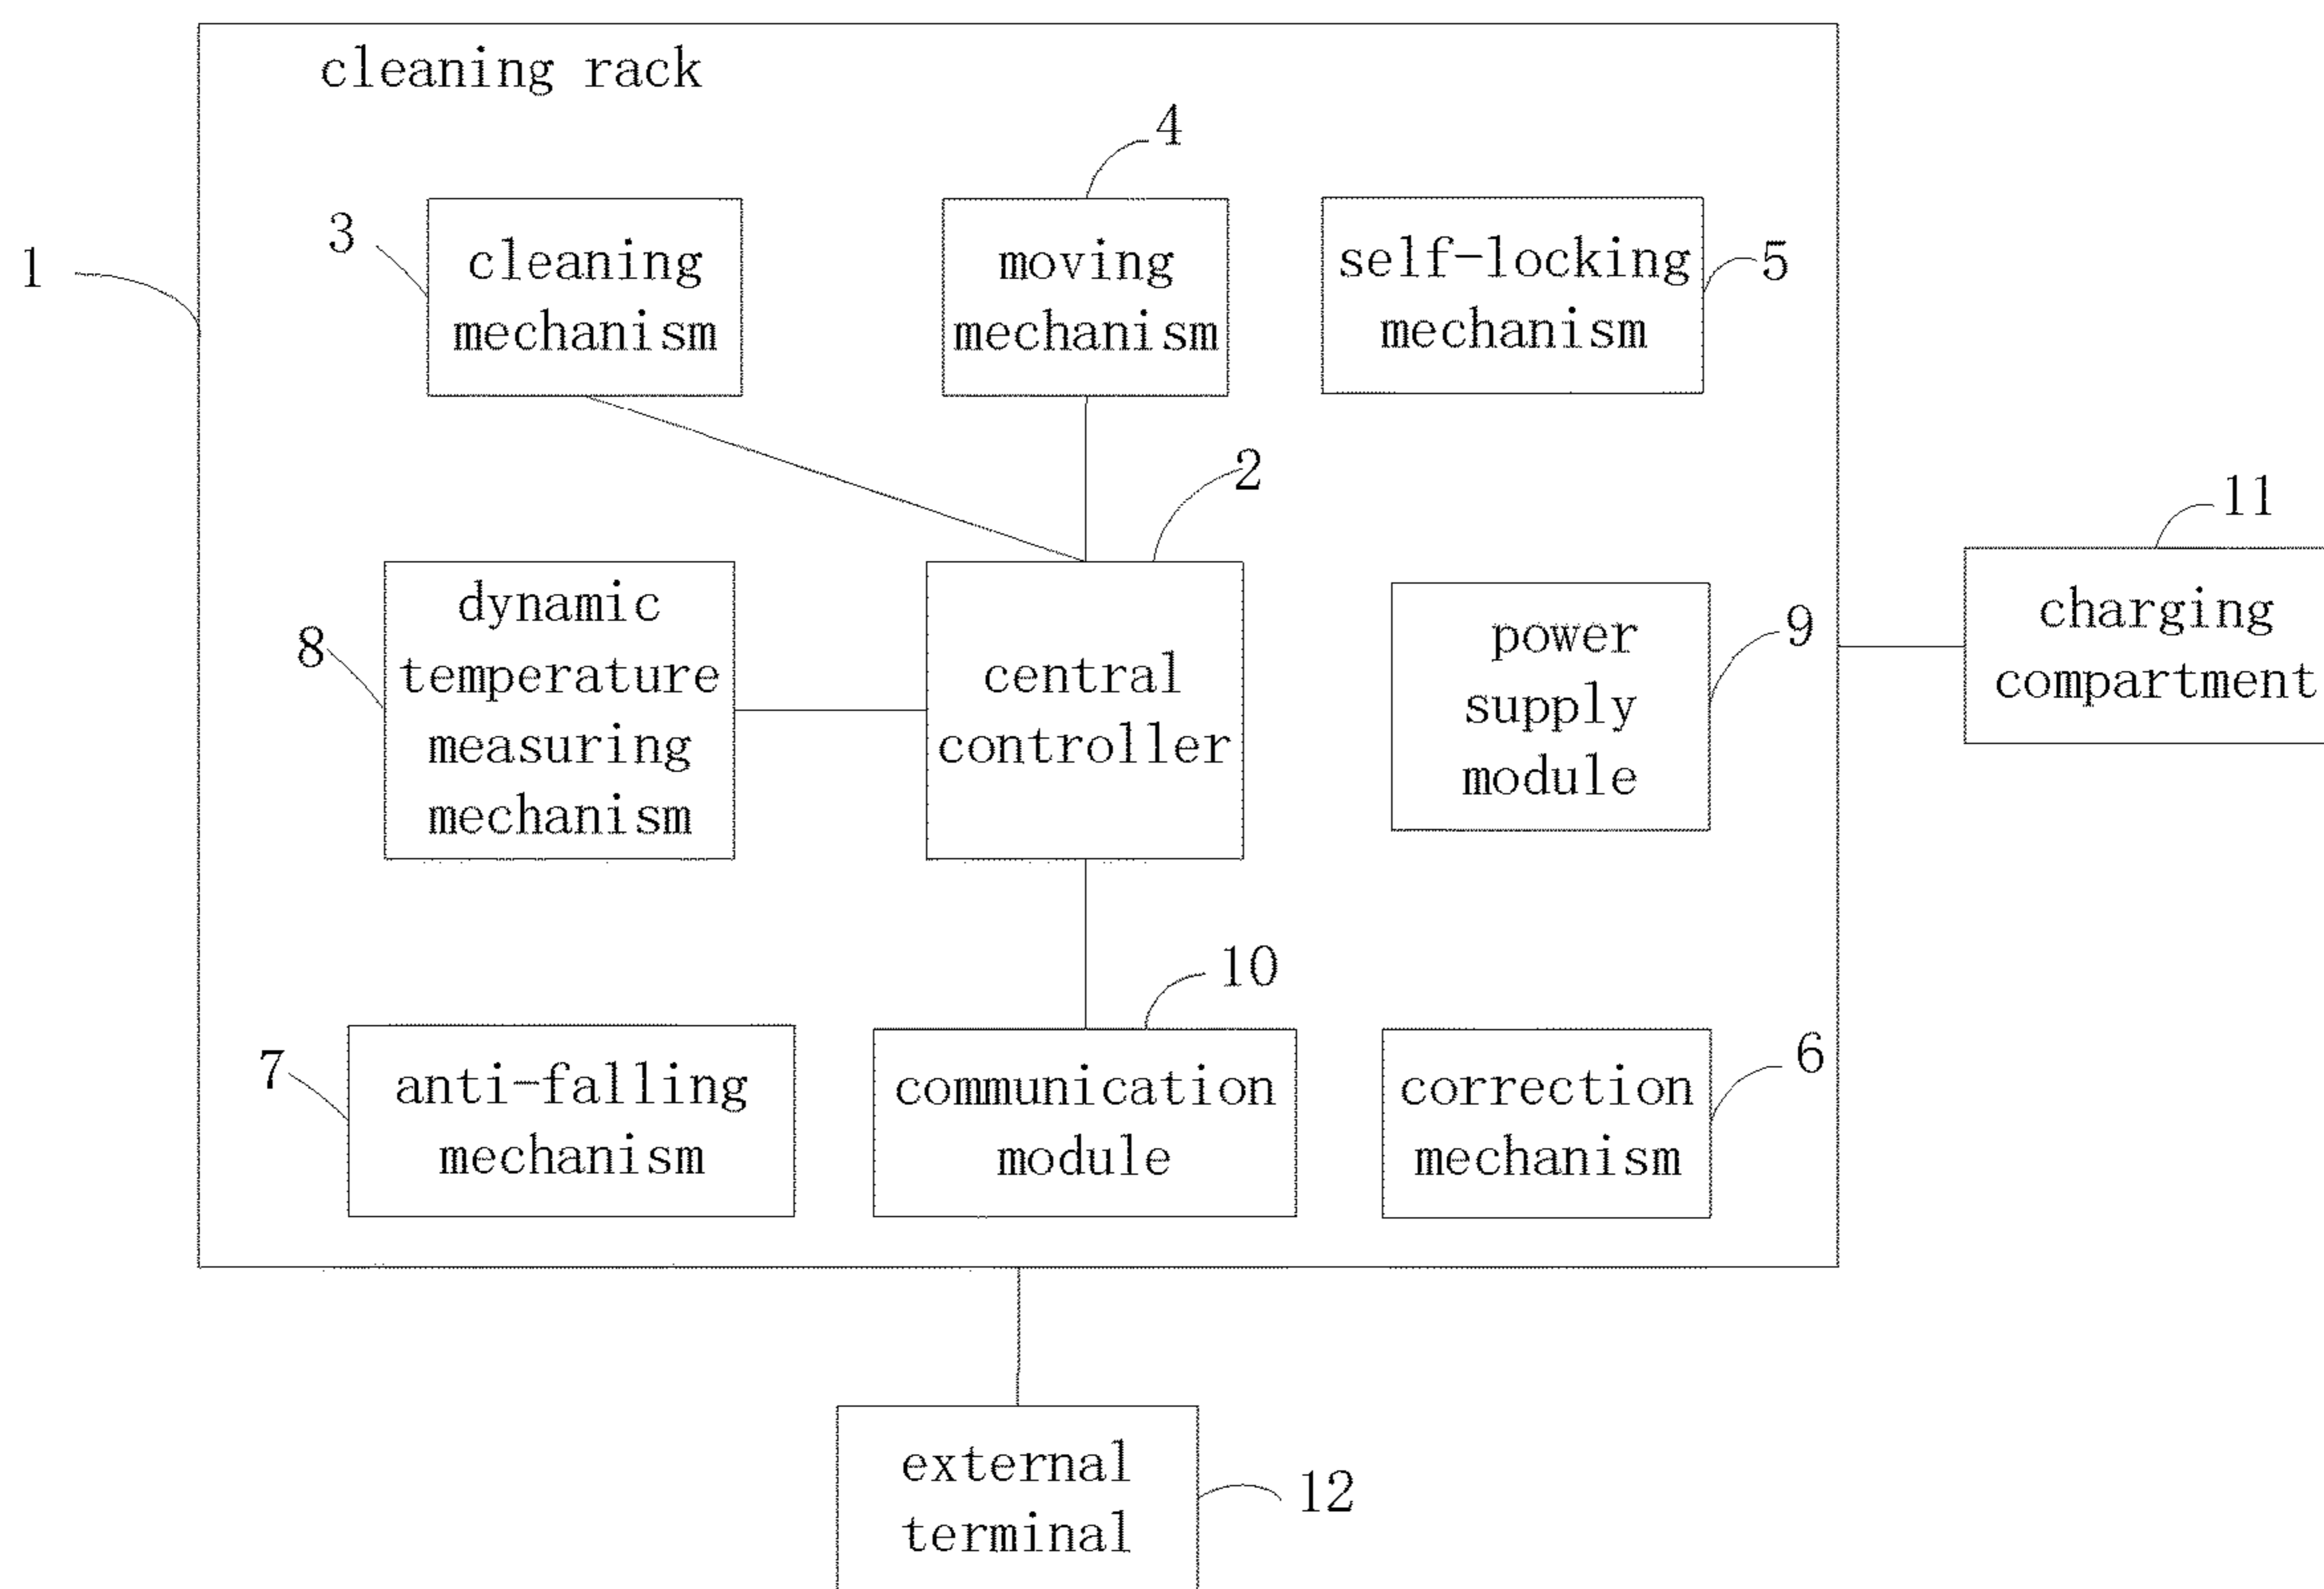 cleaning rack
4
3
cleaning
mechanism
moving
mechanism
self-locking
mechanism
5
1
2
11
8
dynamic
temperature
measuring
mechanism
central
controller
power
supply
module
9
charging
compartment
10
7
anti-falling
mechanism
communication
module
correction
mechanism
6
external
terminal
12